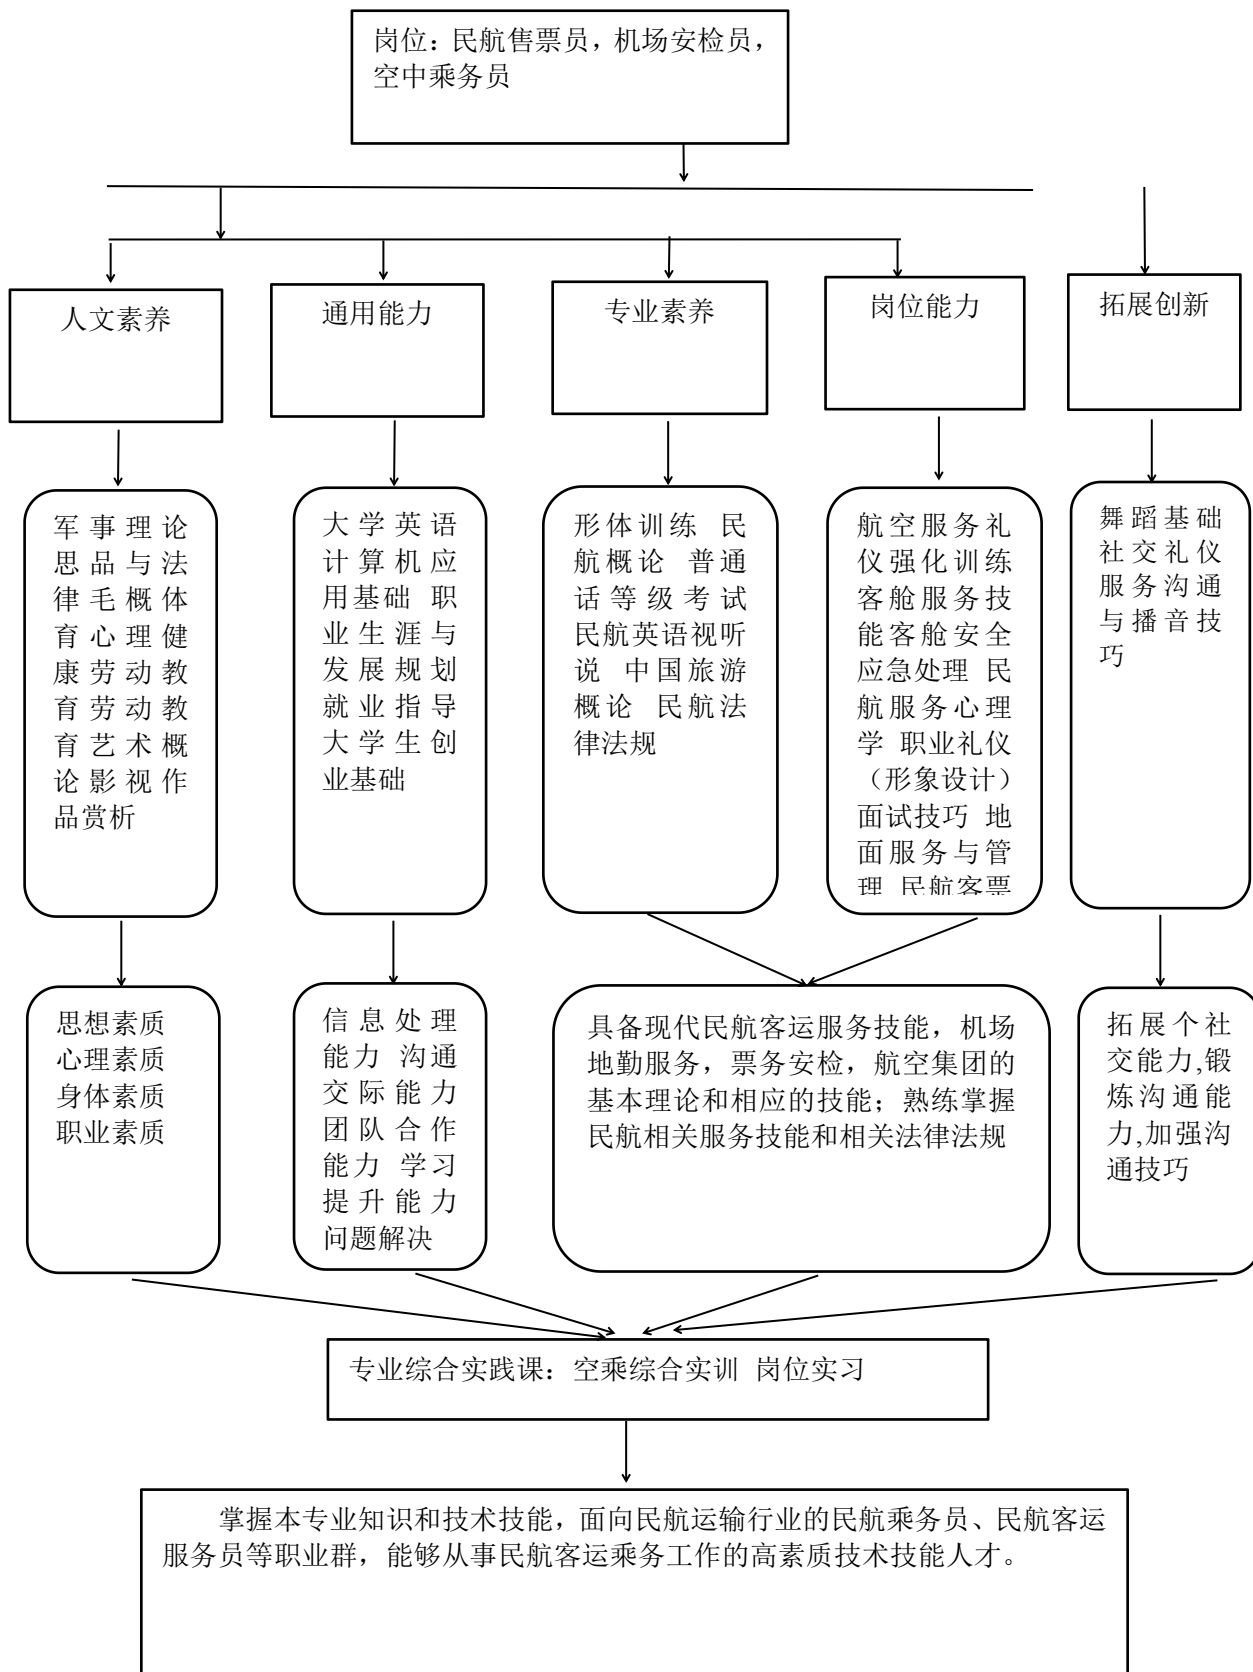 岗位：民航售票员，机场安检员，
空中乘务员
人文素养
通用能力
专业素养
岗位能力
拓展创新
军事理论
思品与法
律毛概体
育心理健
康劳动教
育劳动教
育艺术概
论影视作
品赏析
大学英语
计算机应
用基础 职
业生涯与
发展规划
就业指导
大学生创
业基础
形体训练 民
航概论 普通
话等级考试
民航英语视听
说 中国旅游
概论 民航法
律法规
航空服务礼
仪强化训练
客舱服务技
能客舱安全
应急处理 民
航服务心理
学 职业礼仪
（形象设计）
面试技巧 地
面服务与管
理 民航客票
舞蹈基础
社交礼仪
服务沟通
与播音技
巧
思想素质
心理素质
身体素质
职业素质
信息处理
能力 沟通
交际能力
团队合作
能力 学习
提升能力
问题解决
具备现代民航客运服务技能，机场
地勤服务，票务安检，航空集团的
基本理论和相应的技能；熟练掌握
民航相关服务技能和相关法律法规
拓展个社
交能力,锻
炼沟通能
力,加强沟
通技巧
专业综合实践课：空乘综合实训 岗位实习
掌握本专业知识和技术技能，面向民航运输行业的民航乘务员、民航客运
服务员等职业群，能够从事民航客运乘务工作的高素质技术技能人才。